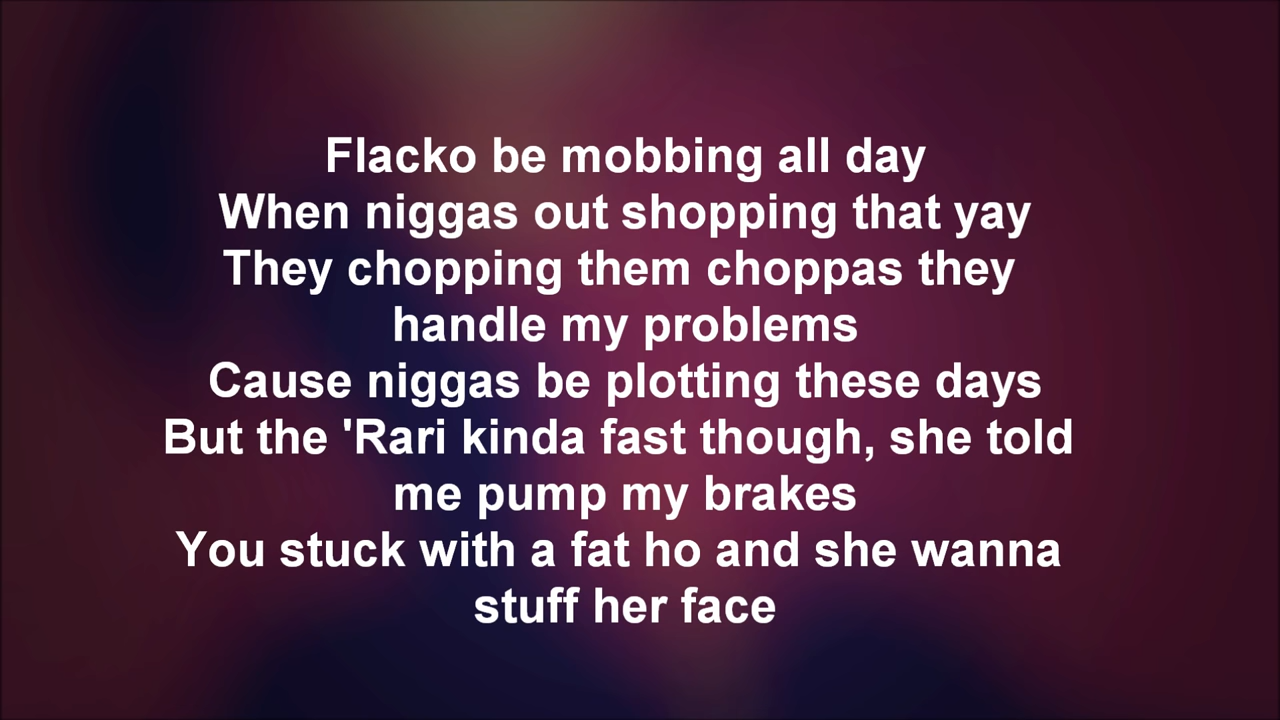 Flacko be mobbing all day
When niggas out shopping that yay
They chopping them choppas they
handle my problems
Cause niggas be plotting these days
But the 'Rari kinda fast though, she told
me pump my brakes
You stuck with a fat ho and she wanna
stuff her face